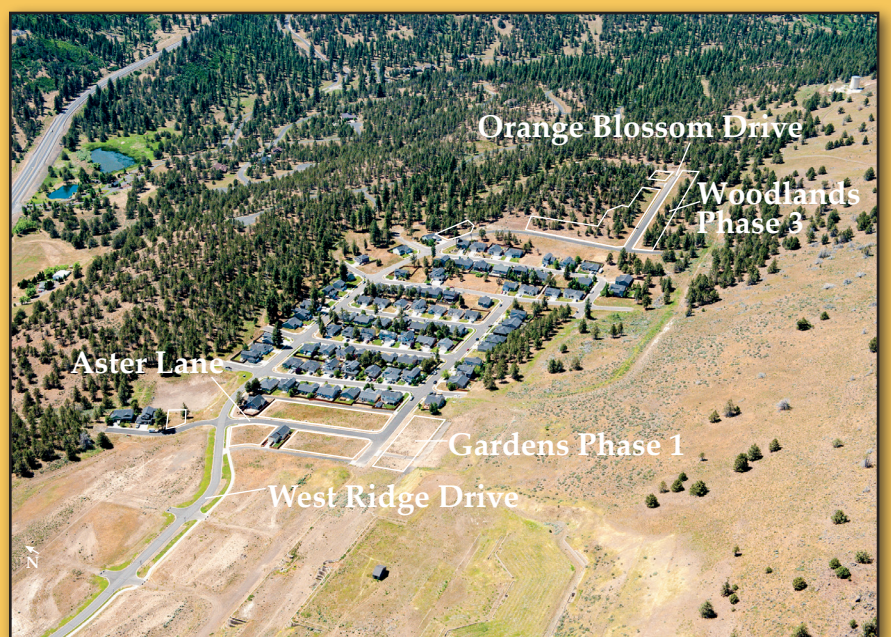 Orange Blossom Drive
Woodlands
Phase 3
Aster Lane
Gardens Phase 1
West Ridge Drive
N